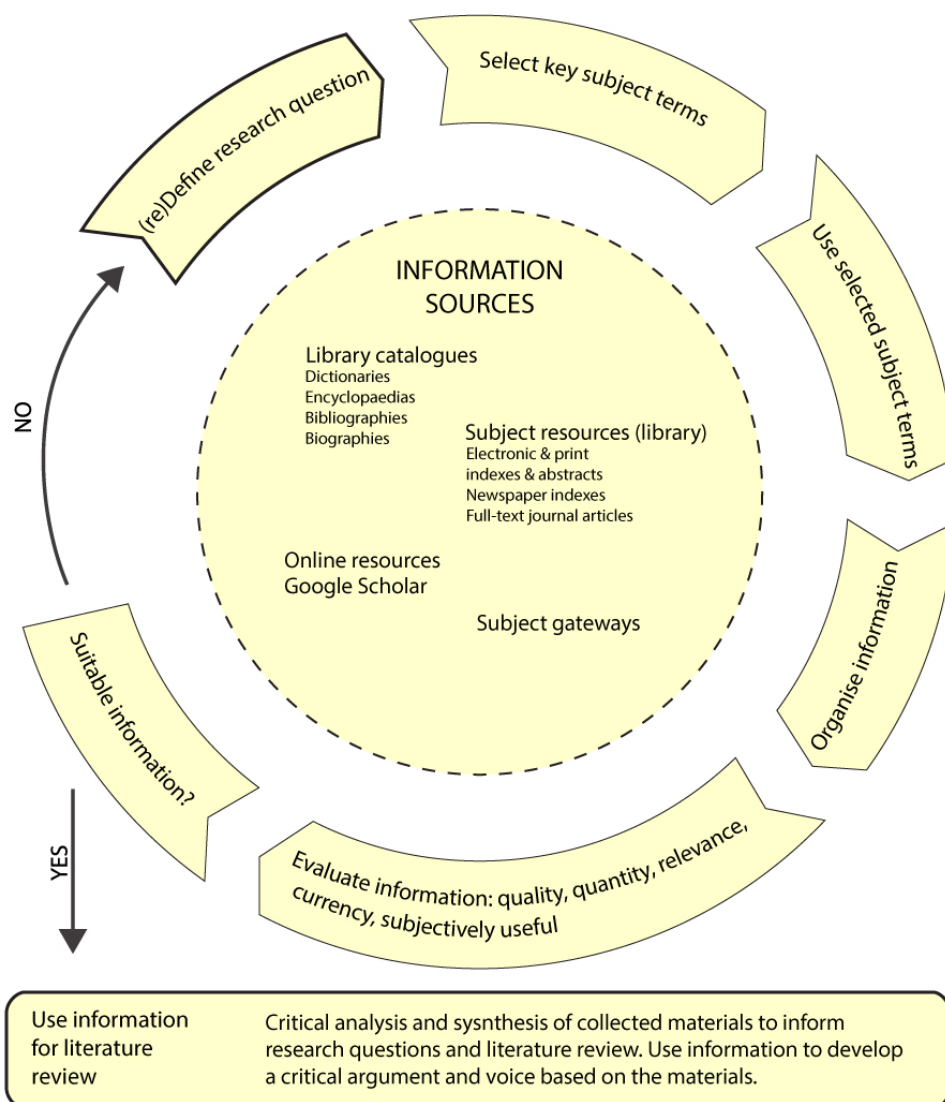 (re)Define research question
Select key subject terms
Use selected subject terms
Organise information
Evaluate information: quality, quantity, relevance,
currency, subjectively useful
Suitable information?
NO
YES
INFORMATION
SOURCES
Library catalogues
Dictionaries
Encyclopaedias
Bibliographies
Biographies
Subject resources (library)
Electronic & print
indexes & abstracts
Newspaper indexes
Full-text journal articles
Online resources
Google Scholar
Subject gateways
Use information
for literature
review
Critical analysis and sysnthesis of collected materials to inform
research questions and literature review. Use information to develop
a critical argument and voice based on the materials.